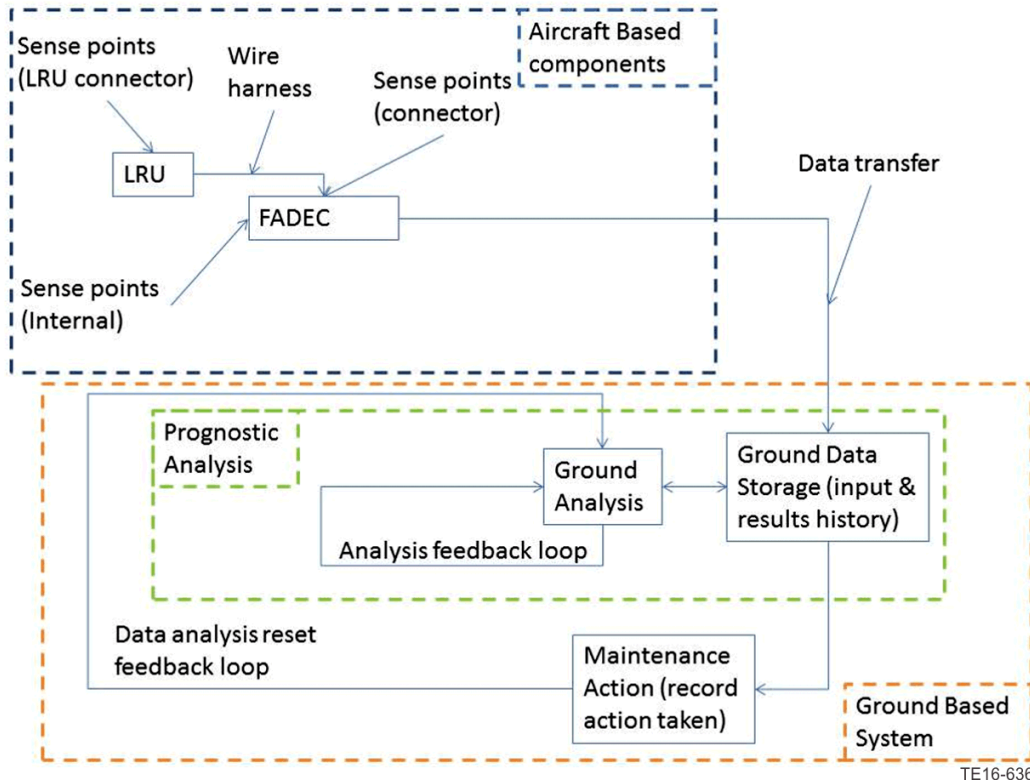 Aircraft Based
components
Sense points
(LRU connector)
Wire
harness
Sense points
(connector)
LRU
FADEC
Sense points
(Internal)
Data transfer
Prognostic
Analysis
Ground
Analysis
Ground Data
Storage (input &
results history)
Analysis feedback loop
Data analysis reset
feedback loop
Maintenance
Action (record
action taken)
Ground Based
System
TE16-636